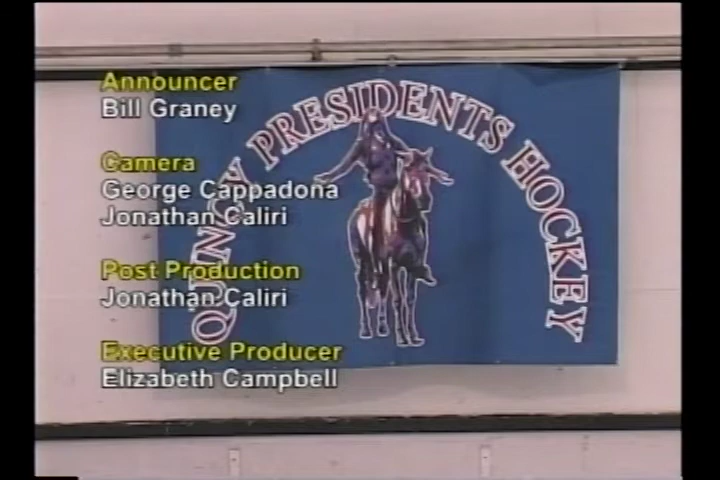 Announcer
Bill Graney
Camera
George Cappadona
Jonathan Caliri
Post Production
Jonathan Caliri
Executive Producer
Elizabeth Campbell
QUINCY PRESIDENTS HOCKEY